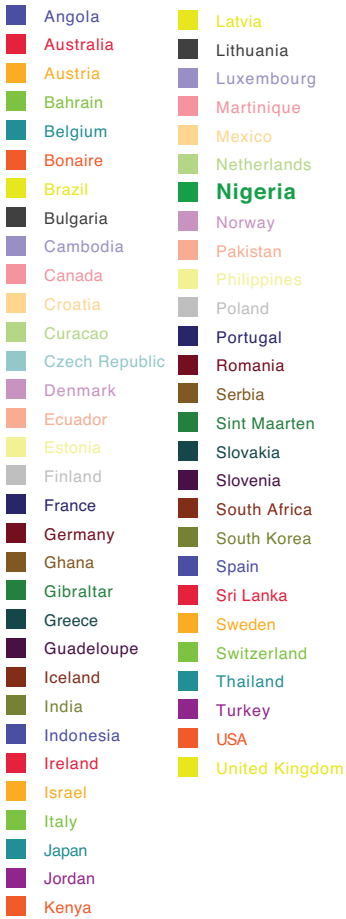 Angola
Australia
Austria
Bahrain
Belgium
Bonaire
Brazil
Bulgaria
Cambodia
Canada
Croatia
Curacao
Czech Republic
Denmark
Ecuador
Estonia
Finland
France
Germany
Ghana
Gibraltar
Greece
Guadeloupe
Iceland
India
Indonesia
Ireland
Israel
Italy
Japan
Jordan
Kenya
Latvia
Lithuania
Luxembourg
Martinique
Mexico
Netherlands
Nigeria
Norway
Pakistan
Philippines
Poland
Portugal
Romania
Serbia
Sint Maarten
Slovakia
Slovenia
South Africa
South Korea
Spain
Sri Lanka
Sweden
Switzerland
Thailand
Turkey
USA
United Kingdom